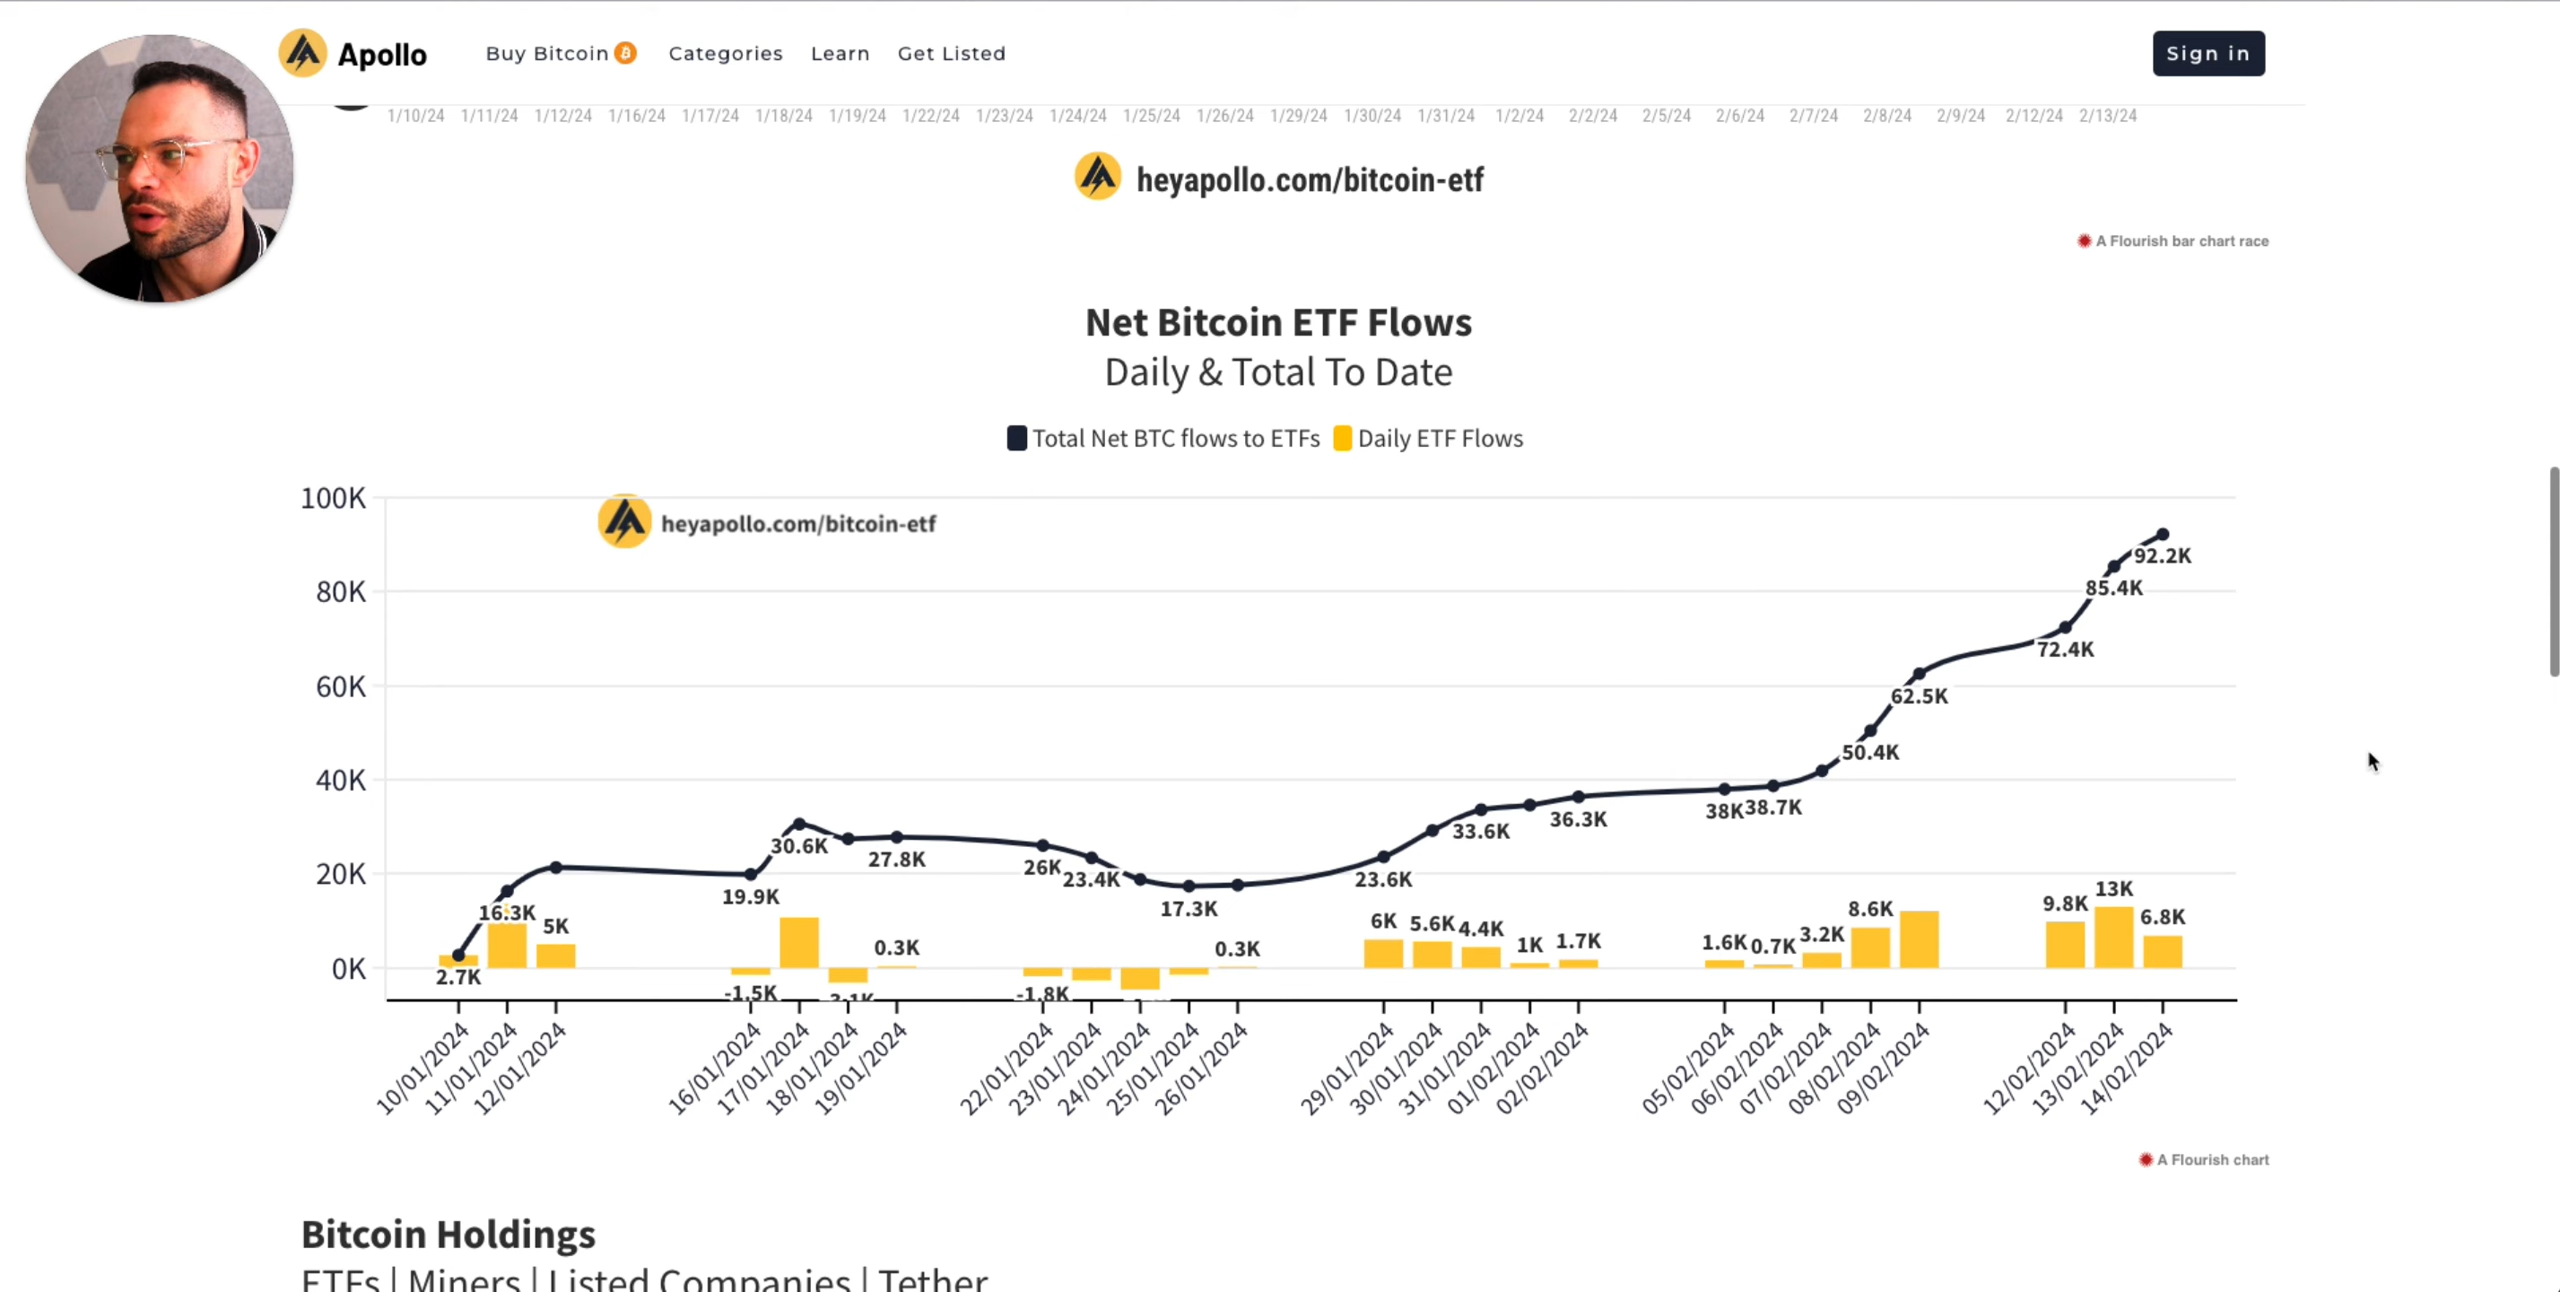 Apollo
Buy Bitcoin Categories Learn Get Listed
Sign in
1/10/24 1/11/24 1/12/24 1/16/24 1/17/24 1/18/24 1/19/24 1/22/24 1/23/24 1/24/24 1/25/24 1/26/24 1/29/24 1/30/24 1/31/24 1/2/24 2/2/24 2/5/24 2/6/24 2/7/24 2/8/24 2/9/24 2/12/24 2/13/24
heyapollo.com/bitcoin-etf
A Flourish bar chart race
Net Bitcoin ETF Flows
Daily & Total To Date
Total Net BTC flows to ETFs Daily ETF Flows
100K
heyapollo.com/bitcoin-etf
92.2K
80K 85.4K
72.4K
60K 62.5K
50.4K
40K
38K 38.7K
36.3K
33.6K
30.6K 27.8K
20K 26K 23.4K 23.6K
19.9K 17.3K
16.3K 5K 0.3K 0.3K 6K 5.6K 4.4K 1K 1.7K 1.6K 0.7K 3.2K 8.6K 9.8K 13K 6.8K
0K
2.7K -1.5K -1.8K
10/01/2024 11/01/2024 12/01/2024 16/01/2024 17/01/2024 18/01/2024 19/01/2024 22/01/2024 23/01/2024 24/01/2024 25/01/2024 26/01/2024 29/01/2024 30/01/2024 31/01/2024 01/02/2024 02/02/2024 05/02/2024 06/02/2024 07/02/2024 08/02/2024 09/02/2024 12/02/2024 13/02/2024 14/02/2024
A Flourish chart
Bitcoin Holdings
ETFs | Miners | Listed Companies | Tether